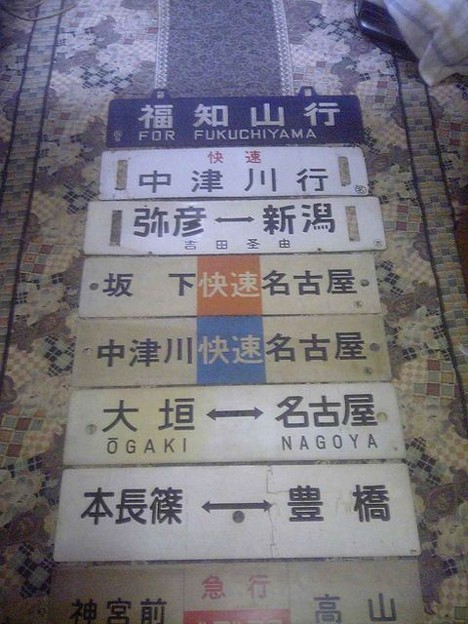 福知山行
FOR FUKUCHIYAMA
快速
中津川行
弥彦 ←→ 新潟
吉田経由
坂下 快速 名古屋
中津川 快速 名古屋
大垣 ←→ 名古屋
ŌGAKI NAGOYA
本長篠 ←→ 豊橋
急行
神宮前 高山